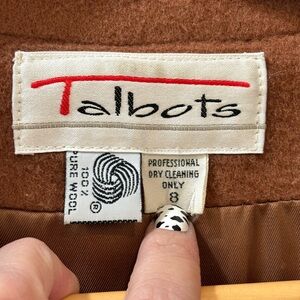 Talbots
PURE WOOL
100%
®
PROFESSIONAL
DRY CLEANING
ONLY
8